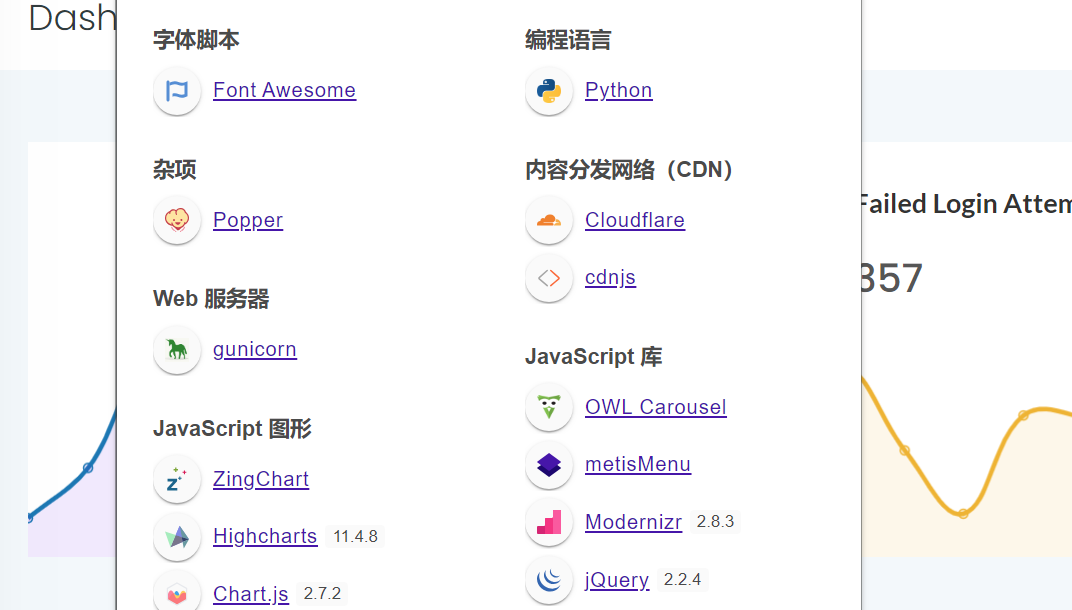 Dash
字体脚本
Font Awesome
杂项
Popper
Web 服务器
gunicorn
JavaScript 图形
ZingChart
Highcharts 11.4.8
Chart.js 2.7.2
编程语言
Python
内容分发网络（CDN）
Cloudflare
cdnjs
JavaScript 库
OWL Carousel
metisMenu
Modernizr 2.8.3
jQuery 2.2.4
Failed Login Attem
357